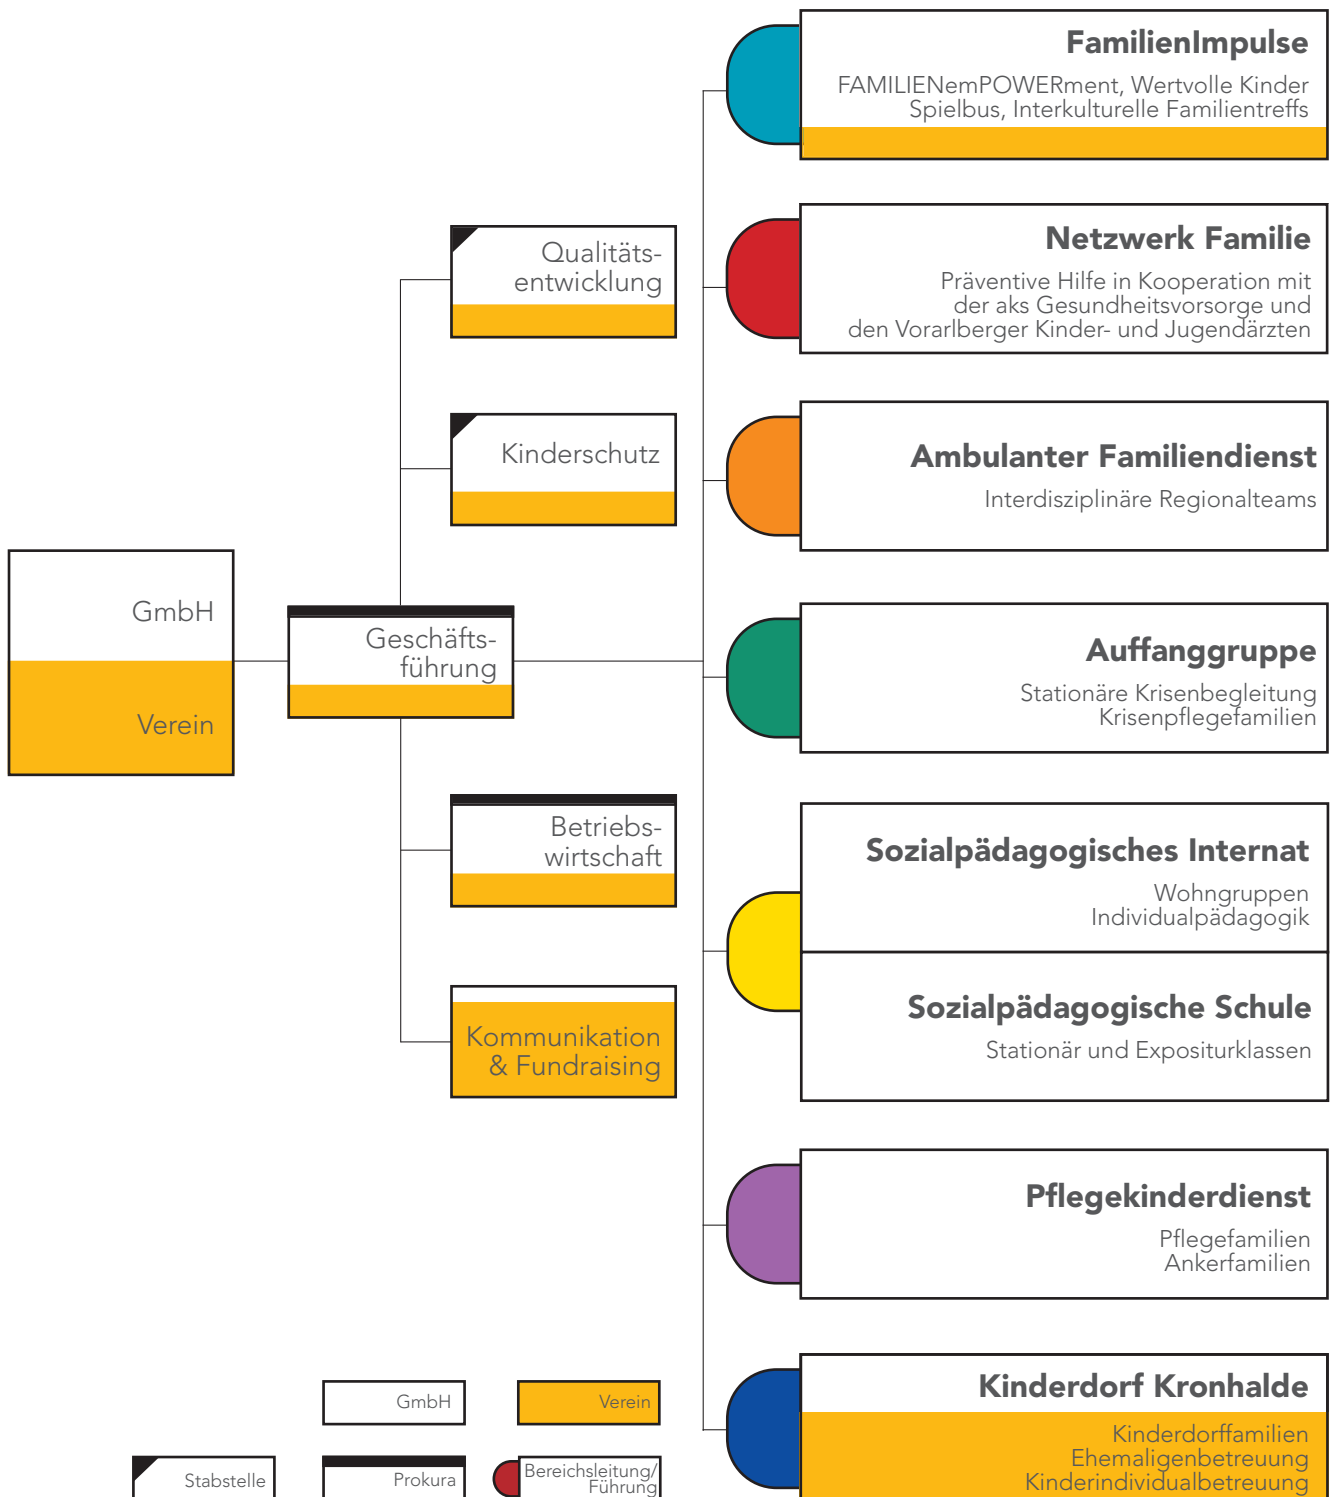 GmbH
Verein
Geschäfts-
führung
Qualitäts-
entwicklung
Kinderschutz
Betriebs-
wirtschaft
Kommunikation
& Fundraising
FamilienImpulse
FAMILIENemPOWERment, Wertvolle Kinder
Spielbus, Interkulturelle Familientreffs
Netzwerk Familie
Präventive Hilfe in Kooperation mit
der aks Gesundheitsvorsorge und
den Vorarlberger Kinder- und Jugendärzten
Ambulanter Familiendienst
Interdisziplinäre Regionalteams
Auffanggruppe
Stationäre Krisenbegleitung
Krisenpflegefamilien
Sozialpädagogisches Internat
Wohngruppen
Individualpädagogik
Sozialpädagogische Schule
Stationär und Expositurklassen
Pflegekinderdienst
Pflegefamilien
Ankerfamilien
Kinderdorf Kronhalde
Kinderdorffamilien
Ehemaligenbetreuung
Kinderindividualbetreuung
GmbH
Verein
Stabstelle
Prokura
Bereichsleitung/
Führung